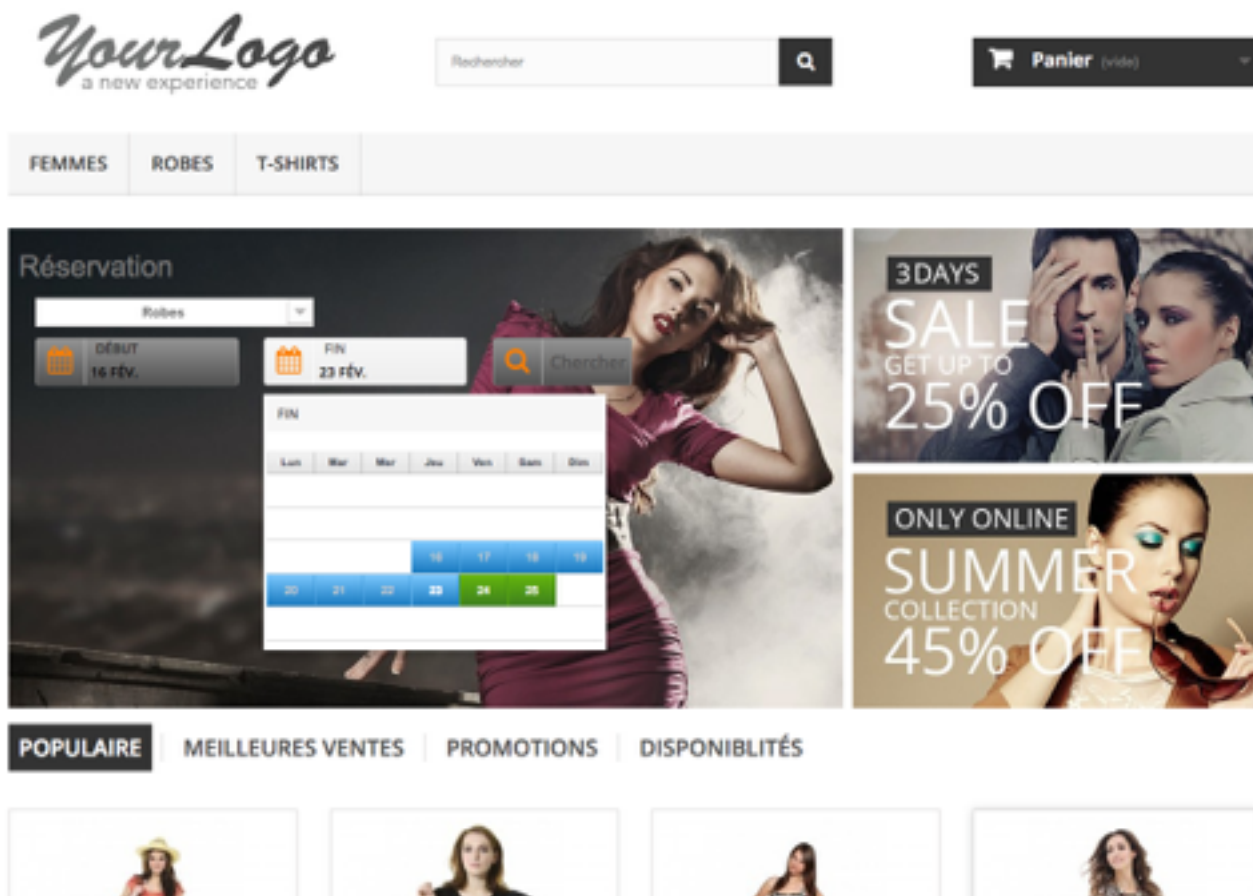 YourLogo
a new experience
Rechercher
Panier (vide)
FEMMES ROBES T-SHIRTS
Réservation
Robes
DÉBUT
16 FÉV.
FIN
23 FÉV.
Chercher
FIN
Lun Mar Mer Jeu Ven Sam Dim
16 17 18 19
20 21 22 23 24 25
3 DAYS
SALE
GET UP TO
25% OFF
ONLY ONLINE
SUMMER
COLLECTION
45% OFF
POPULAIRE MEILLEURES VENTES PROMOTIONS DISPONIBLITÉS